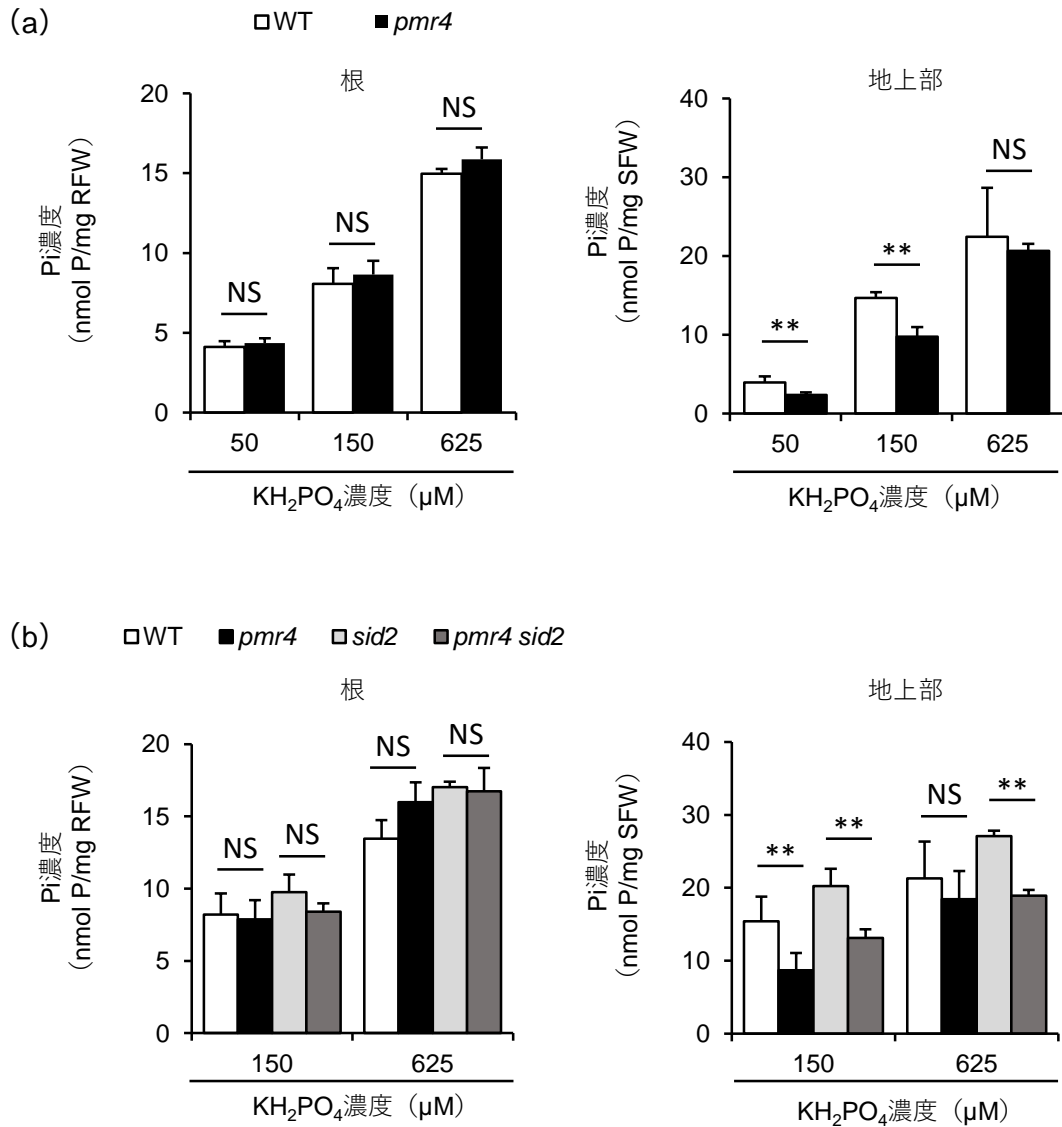 (a)
□WT ■pmr4
根
Pi濃度
(nmol P/mg RFW)
20
15
10
5
0
NS
NS
NS
50 150 625
KH₂PO₄濃度（µM）
地上部
Pi濃度
(nmol P/mg SFW)
40
30
20
10
0
**
**
NS
50 150 625
KH₂PO₄濃度（µM）
(b)
□WT ■pmr4 □sid2 ■pmr4 sid2
根
Pi濃度
(nmol P/mg RFW)
20
15
10
5
0
NS NS
NS NS
150 625
KH₂PO₄濃度（µM）
地上部
Pi濃度
(nmol P/mg SFW)
40
30
20
10
0
** **
NS **
150 625
KH₂PO₄濃度（µM）